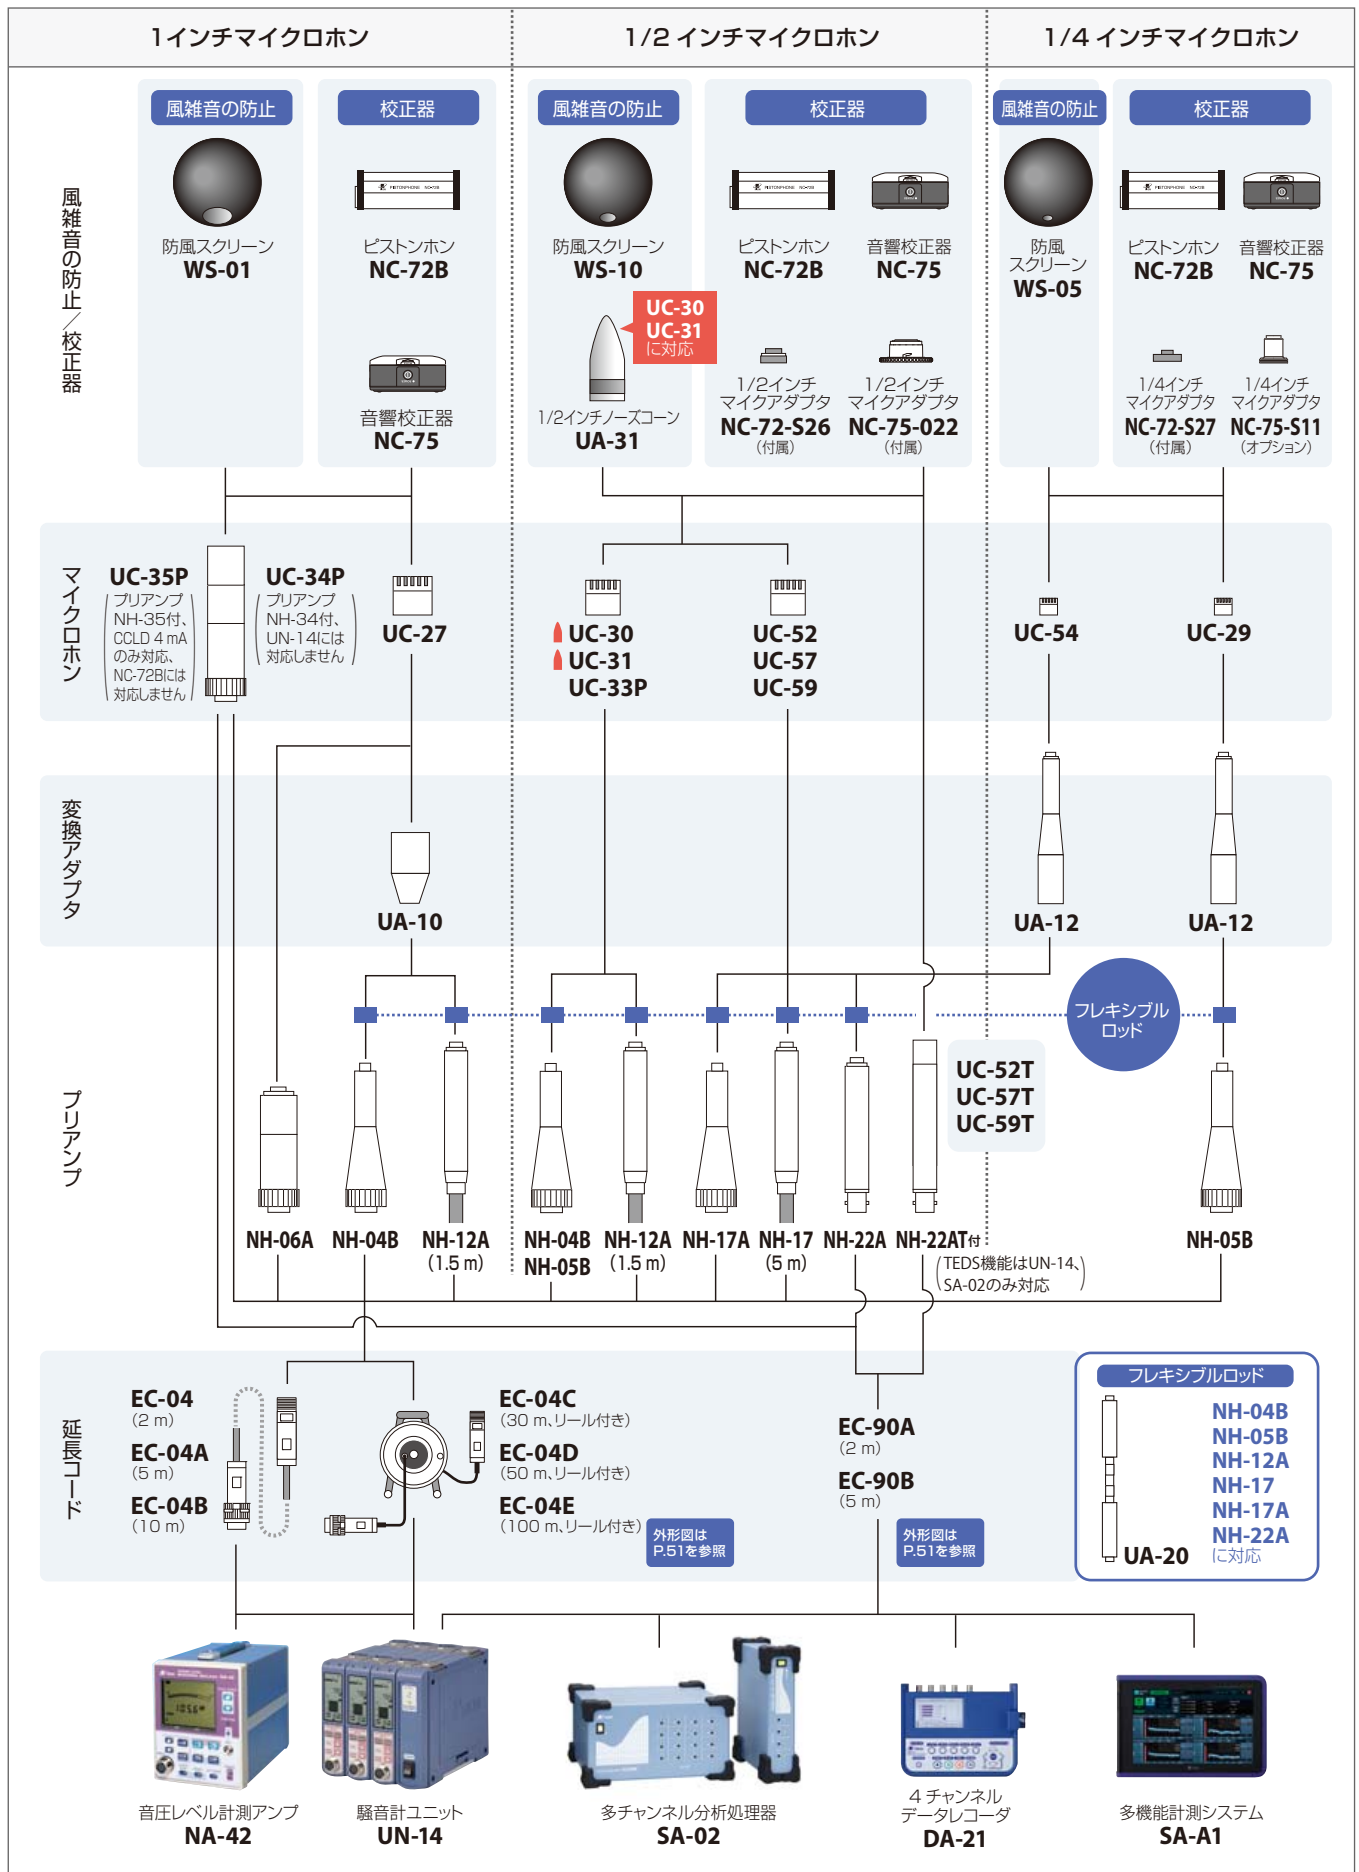 1インチマイクロホン
1/2 インチマイクロホン
1/4 インチマイクロホン
風雑音の防止／校正器
風雑音の防止
校正器
PISTONPHONE NC-72B
防風スクリーン
WS-01
ピストンホン
NC-72B
音響校正器
NC-75
風雑音の防止
校正器
PISTONPHONE NC-72B
防風スクリーン
WS-10
ピストンホン
NC-72B
音響校正器
NC-75
UC-30
UC-31
に対応
1/2インチノーズコーン
UA-31
1/2インチ
マイクアダプタ
NC-72-S26
（付属）
1/2インチ
マイクアダプタ
NC-75-022
（付属）
風雑音の防止
校正器
PISTONPHONE NC-72B
防風
スクリーン
WS-05
ピストンホン
NC-72B
音響校正器
NC-75
1/4インチ
マイクアダプタ
NC-72-S27
（付属）
1/4インチ
マイクアダプタ
NC-75-S11
（オプション）
マイクロホン
UC-35P
プリアンプ
NH-35付、
CCLD 4 mA
のみ対応、
NC-72Bには
対応しません
UC-34P
プリアンプ
NH-34付、
UN-14には
対応しません
UC-27
UC-30
UC-31
UC-33P
UC-52
UC-57
UC-59
UC-54
UC-29
変換アダプタ
UA-10
UA-12
UA-12
フレキシブル
ロッド
プリアンプ
UC-52T
UC-57T
UC-59T
NH-06A
NH-04B
NH-12A
(1.5 m)
NH-04B
NH-05B
NH-12A
(1.5 m)
NH-17A
NH-17
(5 m)
NH-22A
NH-22AT付
TEDS機能はUN-14、
SA-02のみ対応
NH-05B
延長コード
EC-04
(2 m)
EC-04A
(5 m)
EC-04B
(10 m)
EC-04C
(30 m、リール付き)
EC-04D
(50 m、リール付き)
EC-04E
(100 m、リール付き)
外形図は
P.51を参照
EC-90A
(2 m)
EC-90B
(5 m)
外形図は
P.51を参照
フレキシブルロッド
UA-20
NH-04B
NH-05B
NH-12A
NH-17
NH-17A
NH-22A
に対応
音圧レベル計測アンプ
NA-42
騒音計ユニット
UN-14
多チャンネル分析処理器
SA-02
4 チャンネル
データレコーダ
DA-21
多機能計測システム
SA-A1